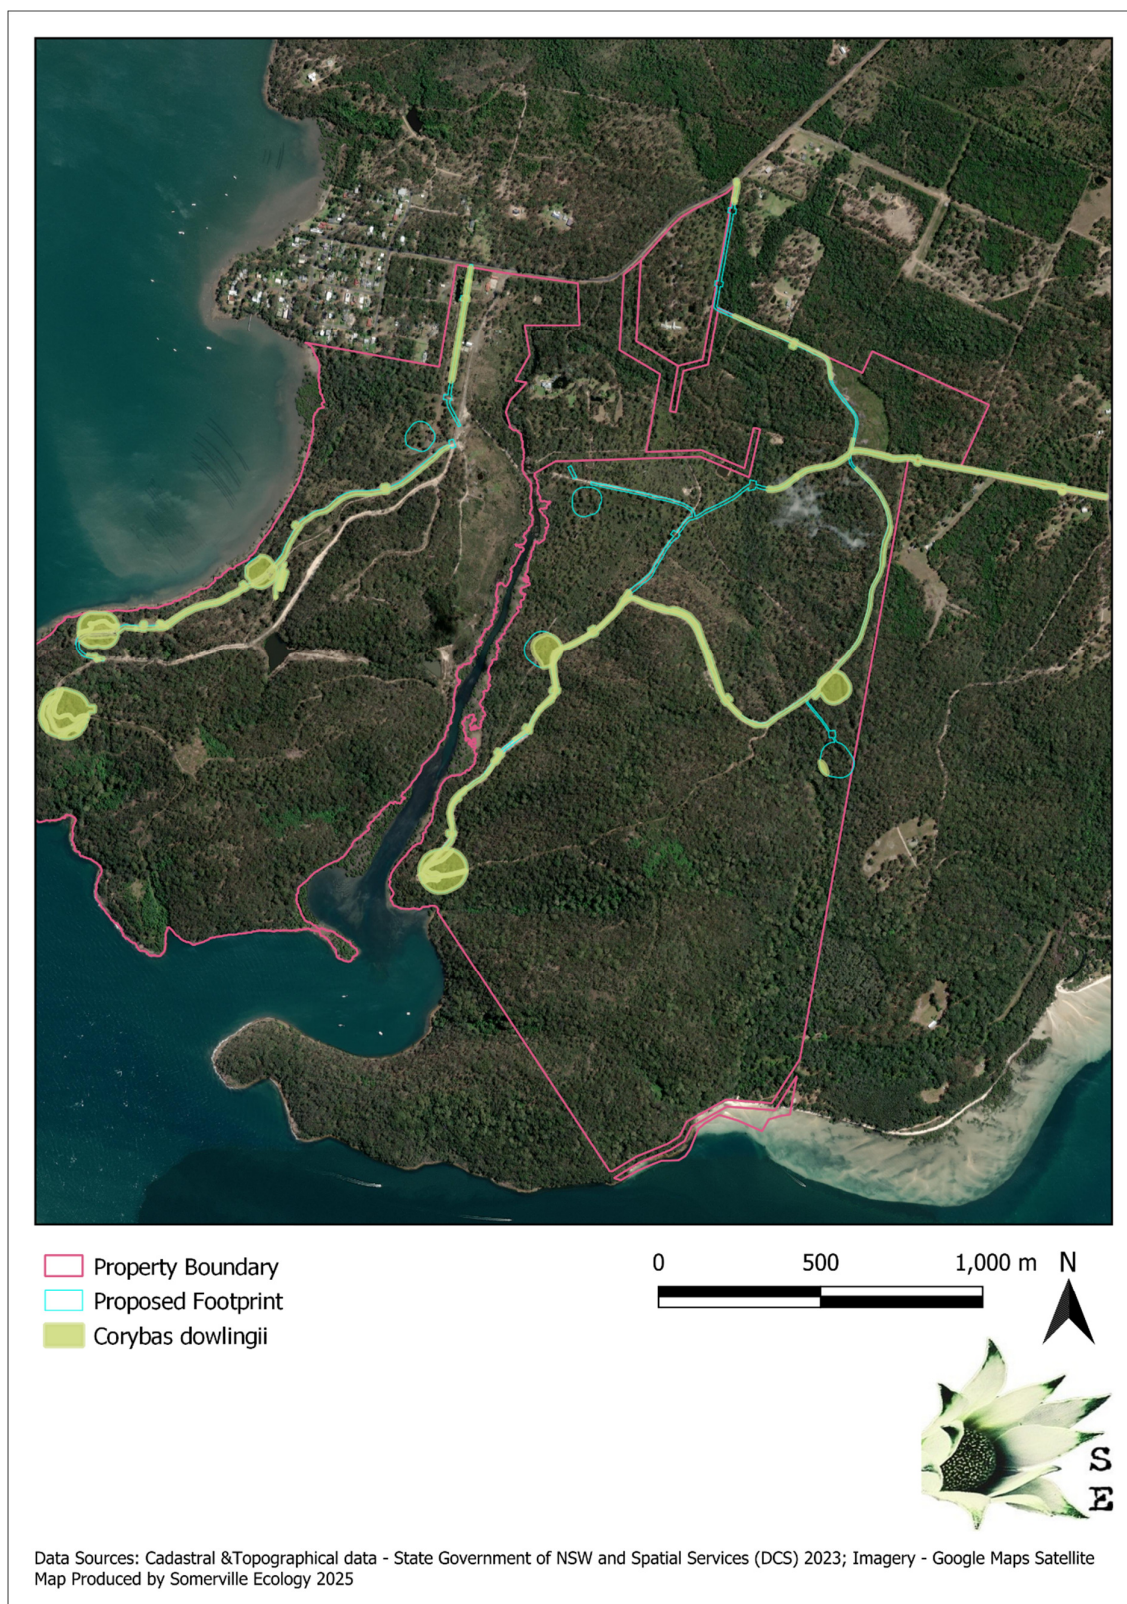 Property Boundary
Proposed Footprint
Corybas dowlingii
0 500 1,000 m N
S
E
Data Sources: Cadastral &Topographical data - State Government of NSW and Spatial Services (DCS) 2023; Imagery - Google Maps Satellite
Map Produced by Somerville Ecology 2025